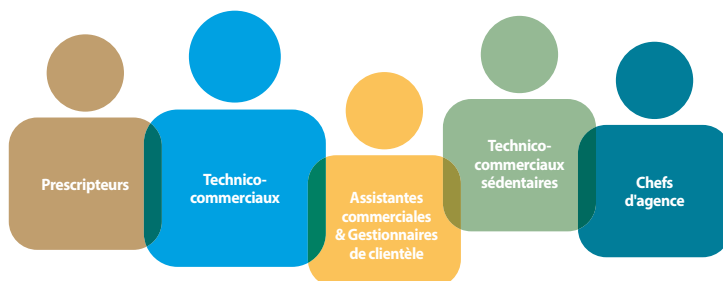 Prescripteurs
Technico-
commerciaux
Assistantes
commerciales
& Gestionnaires
de clientèle
Technico-
commerciaux
sédentaires
Chefs
d'agence